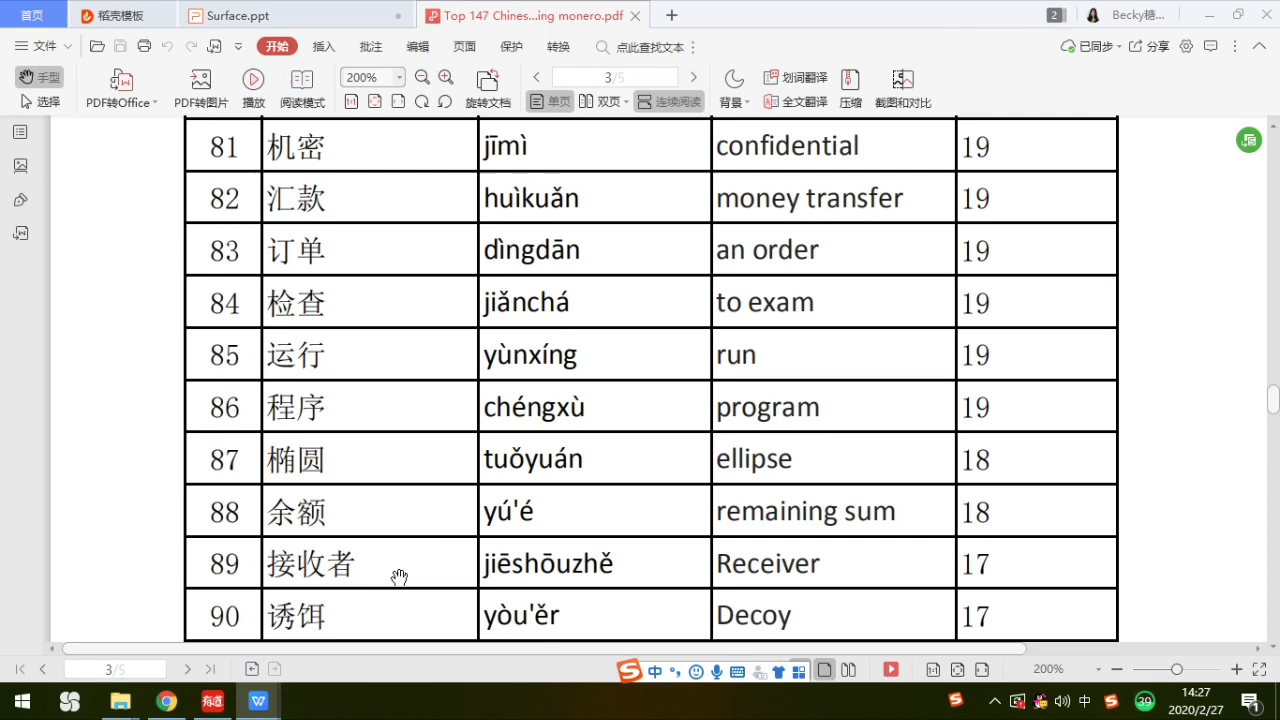 首页 稻壳模板 Surface.ppt Top 147 Chines...ing monero.pdf 2 Becky糖...
文件 开始 插入 批注 编辑 页面 保护 转换 点此查找文本 已同步 分享
手型 选择 PDF转Office PDF转图片 播放 阅读模式 200% 旋转文档 3/5 单页 双页 连续阅读 背景 划词翻译 全文翻译 压缩 截图和对比
81 机密 jīmì confidential 19
82 汇款 huìkuǎn money transfer 19
83 订单 dìngdān an order 19
84 检查 jiǎnchá to exam 19
85 运行 yùnxíng run 19
86 程序 chéngxù program 19
87 椭圆 tuǒyuán ellipse 18
88 余额 yú'é remaining sum 18
89 接收者 jiēshōuzhě Receiver 17
90 诱饵 yòu'ěr Decoy 17
3/5 中 200%
有道 中 39 14:27
2020/2/27 1